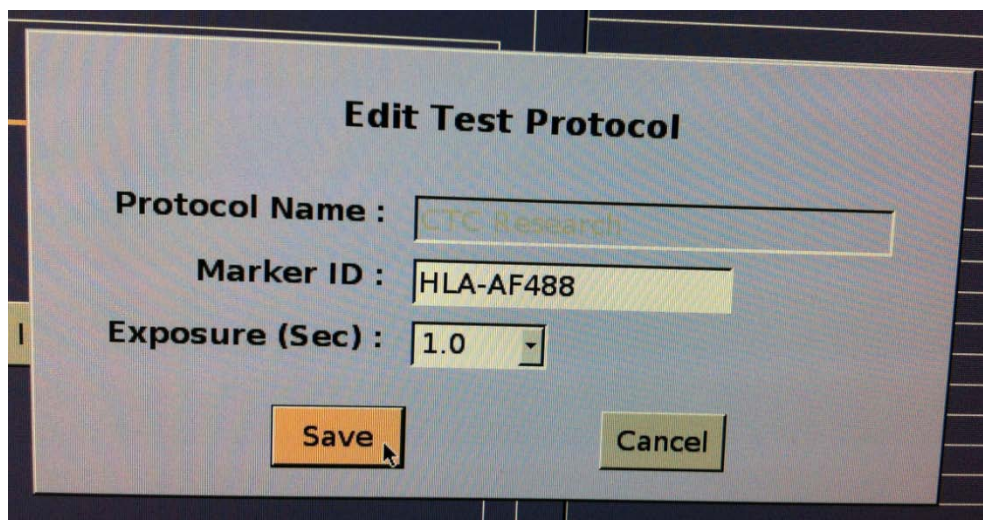 Edit Test Protocol
Protocol Name : CTC Research
Marker ID : HLA-AF488
Exposure (Sec) : 1.0
Save Cancel